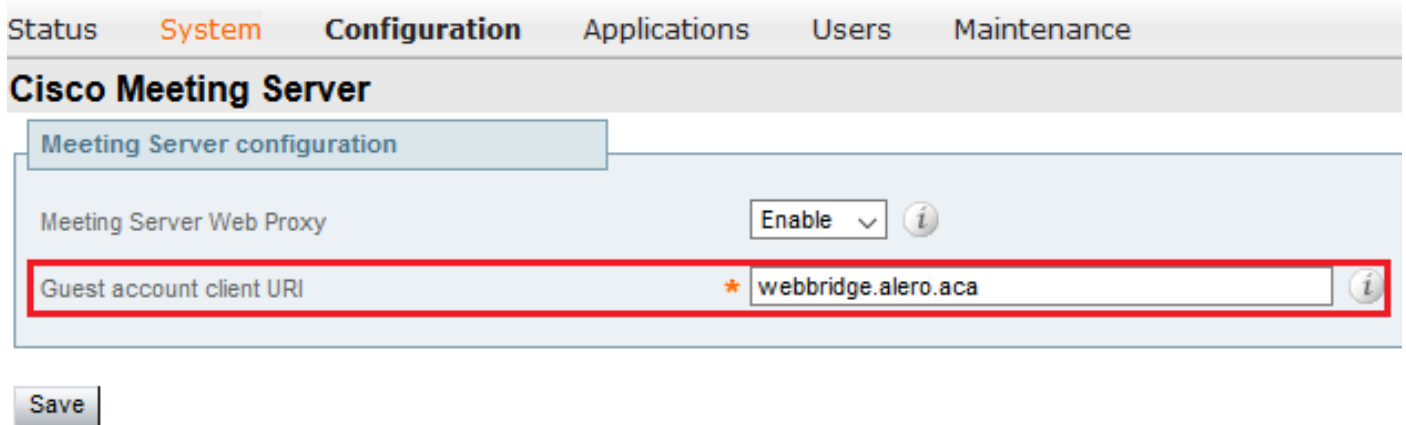 Status System Configuration Applications Users Maintenance
Cisco Meeting Server
Meeting Server configuration
Meeting Server Web Proxy Enable i
Guest account client URI * webbridge.alero.aca i
Save